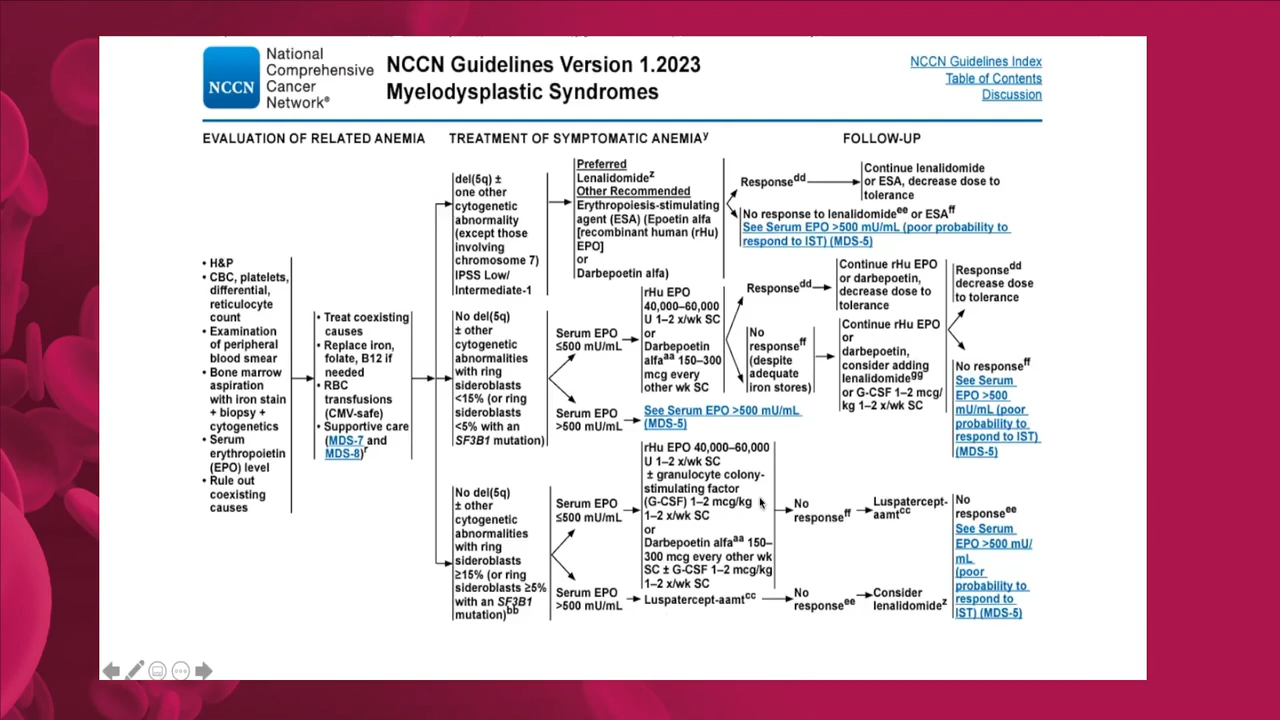 National
Comprehensive
Cancer
Network®
NCCN
NCCN Guidelines Version 1.2023
Myelodysplastic Syndromes
NCCN Guidelines Index
Table of Contents
Discussion
EVALUATION OF RELATED ANEMIA
TREATMENT OF SYMPTOMATIC ANEMIAy
FOLLOW-UP
• H&P
• CBC, platelets,
differential,
reticulocyte
count
• Examination
of peripheral
blood smear
• Bone marrow
aspiration
with iron stain
+ biopsy +
cytogenetics
• Serum
erythropoietin
(EPO) level
• Rule out
coexisting
causes
• Treat coexisting
causes
• Replace iron,
folate, B12 if
needed
• RBC
transfusions
(CMV-safe)
• Supportive care
(MDS-7 and
MDS-8)r
del(5q) ±
one other
cytogenetic
abnormality
(except those
involving
chromosome 7)
IPSS Low/
Intermediate-1
Preferred
Lenalidomidez
Other Recommended
Erythropoiesis-stimulating
agent (ESA) (Epoetin alfa
[recombinant human (rHu)
EPO]
or
Darbepoetin alfa)
Responsedd
Continue lenalidomide
or ESA, decrease dose to
tolerance
No response to lenalidomideee or ESAff
See Serum EPO >500 mU/mL (poor probability to
respond to IST) (MDS-5)
No del(5q)
± other
cytogenetic
abnormalities
with ring
sideroblasts
<15% (or ring
sideroblasts
<5% with an
SF3B1 mutation)
Serum EPO
≤500 mU/mL
rHu EPO
40,000–60,000
U 1–2 x/wk SC
or
Darbepoetin
alfaaa 150–300
mcg every
other wk SC
Responsedd
Continue rHu EPO
or darbepoetin,
decrease dose to
tolerance
No
responseff
(despite
adequate
iron stores)
Continue rHu EPO
or
darbepoetin,
consider adding
lenalidomidegg
or G-CSF 1–2 mcg/
kg 1–2 x/wk SC
Responsedd
decrease dose
to tolerance
No responseff
See Serum
EPO >500
mU/mL (poor
probability to
respond to IST)
(MDS-5)
Serum EPO
>500 mU/mL
See Serum EPO >500 mU/mL
(MDS-5)
No del(5q)
± other
cytogenetic
abnormalities
with ring
sideroblasts
≥15% (or ring
sideroblasts ≥5%
with an SF3B1
mutation)bb
Serum EPO
≤500 mU/mL
rHu EPO 40,000–60,000
U 1–2 x/wk SC
± granulocyte colony-
stimulating factor
(G-CSF) 1–2 mcg/kg
1–2 x/wk SC
or
Darbepoetin alfaaa 150–
300 mcg every other wk
SC ± G-CSF 1–2 mcg/kg
1–2 x/wk SC
No
responseff
Luspatercept-
aamtcc
Serum EPO
>500 mU/mL
Luspatercept-aamtcc
No
responseee
Consider
lenalidomidez
No
responseee
See Serum
EPO >500 mU/
mL
(poor
probability to
respond to
IST) (MDS-5)